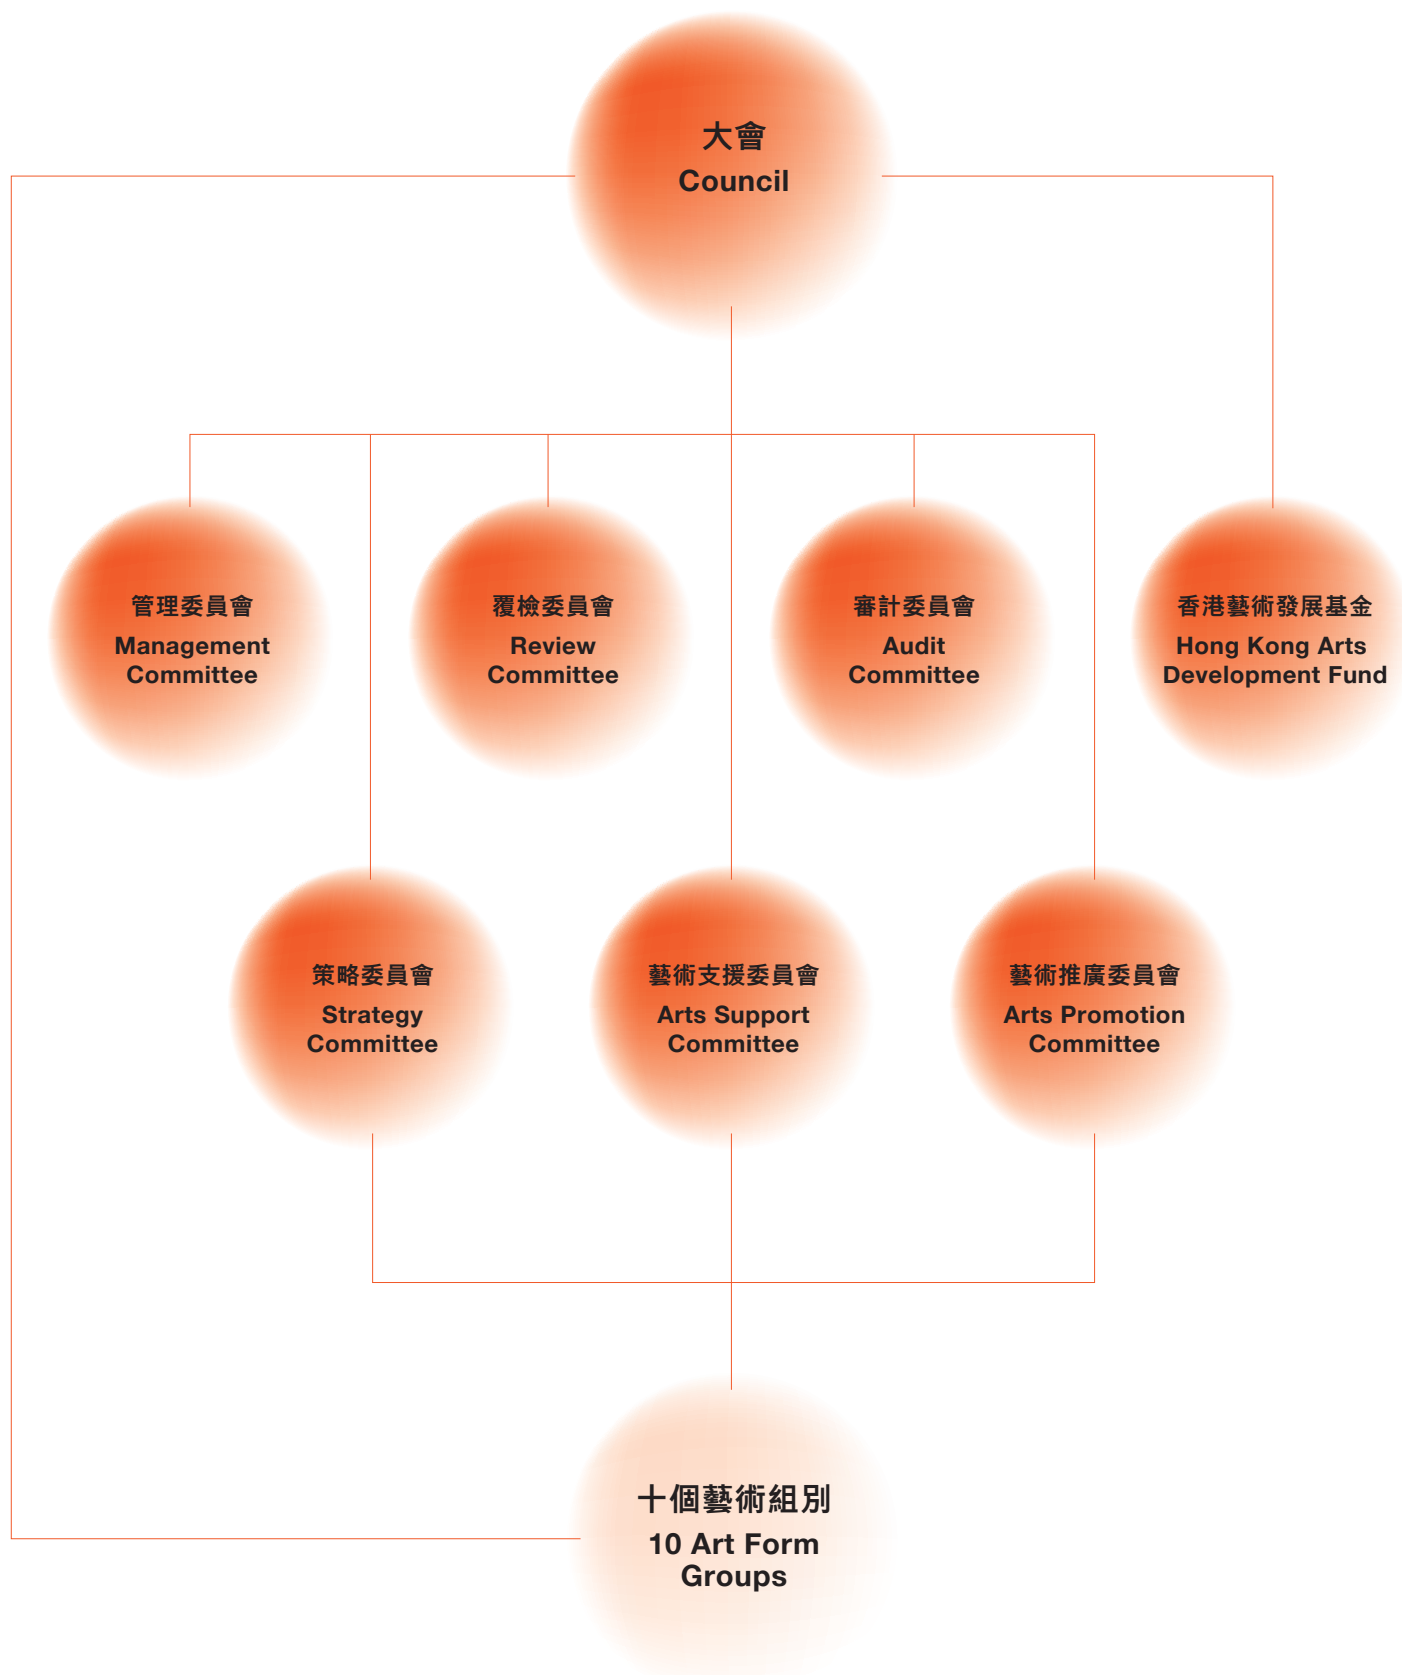 大會
Council
管理委員會
Management
Committee
覆檢委員會
Review
Committee
審計委員會
Audit
Committee
香港藝術發展基金
Hong Kong Arts
Development Fund
策略委員會
Strategy
Committee
藝術支援委員會
Arts Support
Committee
藝術推廣委員會
Arts Promotion
Committee
十個藝術組別
10 Art Form
Groups